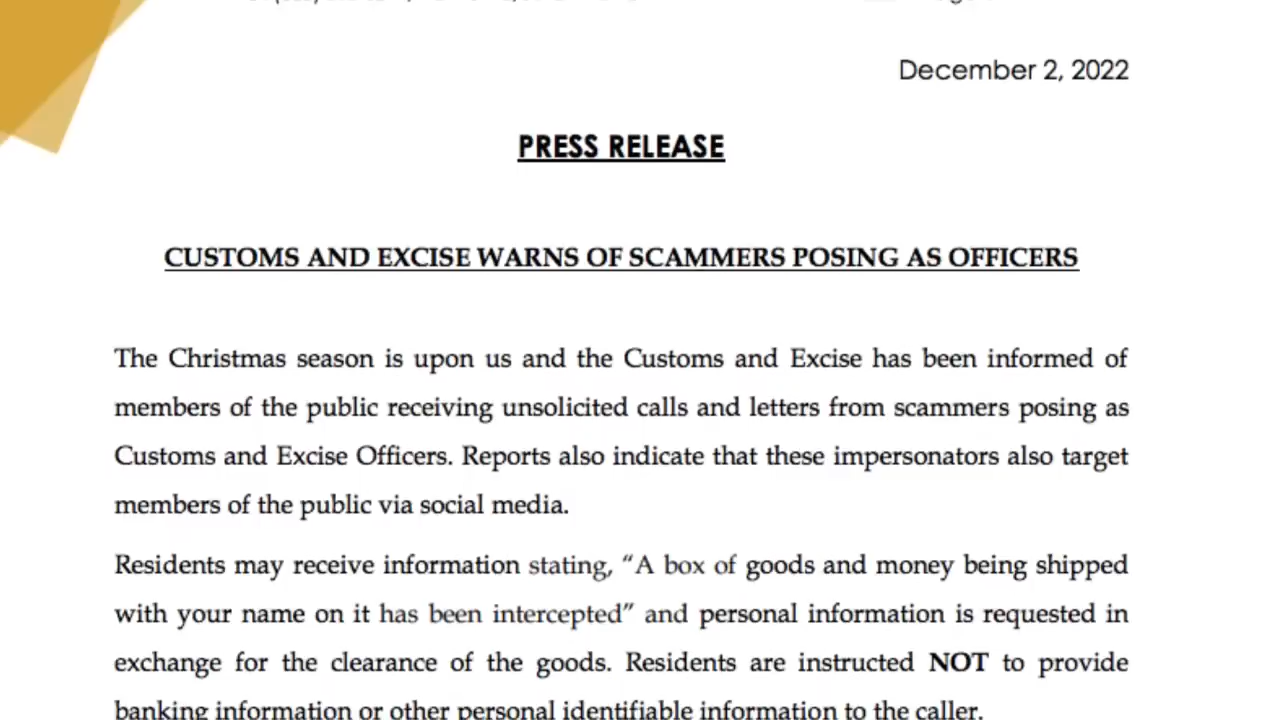 December 2, 2022
PRESS RELEASE
CUSTOMS AND EXCISE WARNS OF SCAMMERS POSING AS OFFICERS
The Christmas season is upon us and the Customs and Excise has been informed of
members of the public receiving unsolicited calls and letters from scammers posing as
Customs and Excise Officers. Reports also indicate that these impersonators also target
members of the public via social media.
Residents may receive information stating, “A box of goods and money being shipped
with your name on it has been intercepted” and personal information is requested in
exchange for the clearance of the goods. Residents are instructed NOT to provide
banking information or other personal identifiable information to the caller.